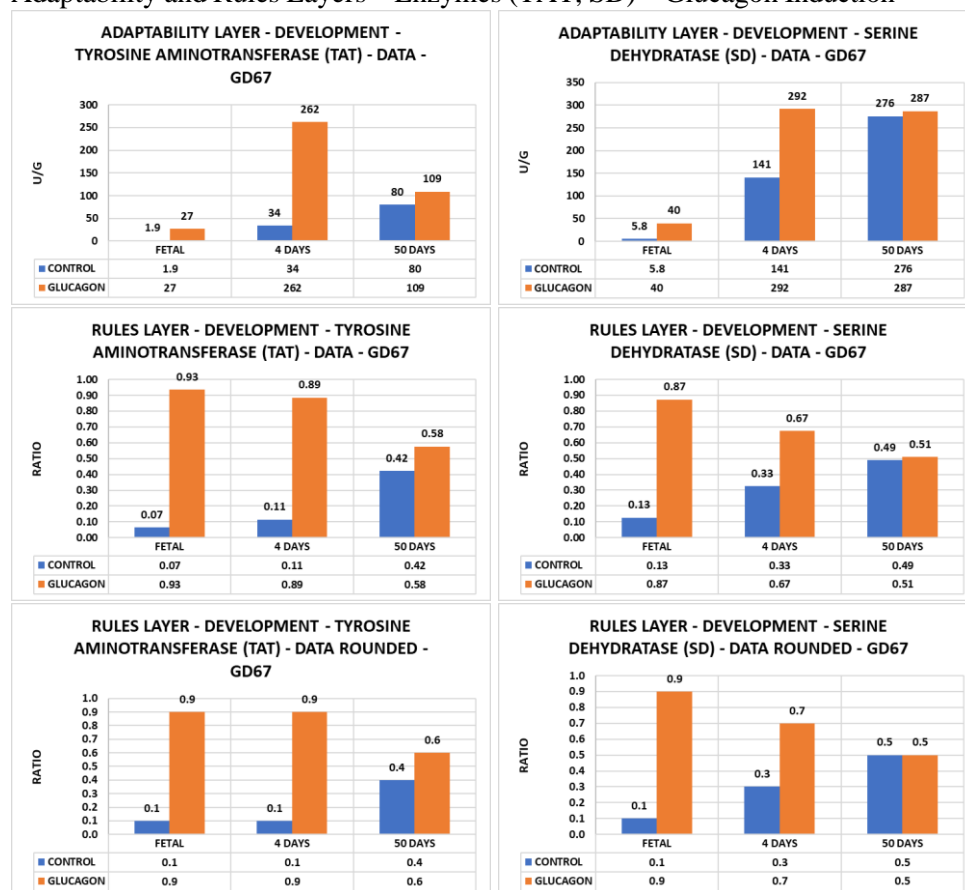 Adaptability and Rules Layers – Enzymes (TAT, SD) – Glucagon Induction
ADAPTABILITY LAYER - DEVELOPMENT -
TYROSINE AMINOTRANSFERASE (TAT) - DATA -
GD67
300
250
200
150
100
50
0
U/G
1.9
27
34
262
80
109
FETAL
4 DAYS
50 DAYS
CONTROL 1.9 34 80
GLUCAGON 27 262 109
ADAPTABILITY LAYER - DEVELOPMENT - SERINE
DEHYDRATASE (SD) - DATA - GD67
350
300
250
200
150
100
50
0
U/G
5.8
40
141
292
276
287
FETAL
4 DAYS
50 DAYS
CONTROL 5.8 141 276
GLUCAGON 40 292 287
RULES LAYER - DEVELOPMENT - TYROSINE
AMINOTRANSFERASE (TAT) - DATA - GD67
1.00
0.90
0.80
0.70
0.60
0.50
0.40
0.30
0.20
0.10
0.00
RATIO
0.07
0.93
0.11
0.89
0.42
0.58
FETAL
4 DAYS
50 DAYS
CONTROL 0.07 0.11 0.42
GLUCAGON 0.93 0.89 0.58
RULES LAYER - DEVELOPMENT - SERINE
DEHYDRATASE (SD) - DATA - GD67
1.00
0.90
0.80
0.70
0.60
0.50
0.40
0.30
0.20
0.10
0.00
RATIO
0.13
0.87
0.33
0.67
0.49
0.51
FETAL
4 DAYS
50 DAYS
CONTROL 0.13 0.33 0.49
GLUCAGON 0.87 0.67 0.51
RULES LAYER - DEVELOPMENT - TYROSINE
AMINOTRANSFERASE (TAT) - DATA ROUNDED -
GD67
1.0
0.9
0.8
0.7
0.6
0.5
0.4
0.3
0.2
0.1
0.0
RATIO
0.1
0.9
0.1
0.9
0.4
0.6
FETAL
4 DAYS
50 DAYS
CONTROL 0.1 0.1 0.4
GLUCAGON 0.9 0.9 0.6
RULES LAYER - DEVELOPMENT - SERINE
DEHYDRATASE (SD) - DATA ROUNDED - GD67
1.0
0.9
0.8
0.7
0.6
0.5
0.4
0.3
0.2
0.1
0.0
RATIO
0.1
0.9
0.3
0.7
0.5
0.5
FETAL
4 DAYS
50 DAYS
CONTROL 0.1 0.3 0.5
GLUCAGON 0.9 0.7 0.5